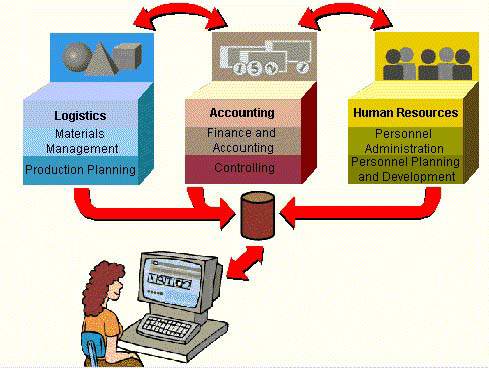 Logistics
Materials
Management
Production Planning
Accounting
Finance and
Accounting
Controlling
Human Resources
Personnel
Administration
Personnel Planning
and Development